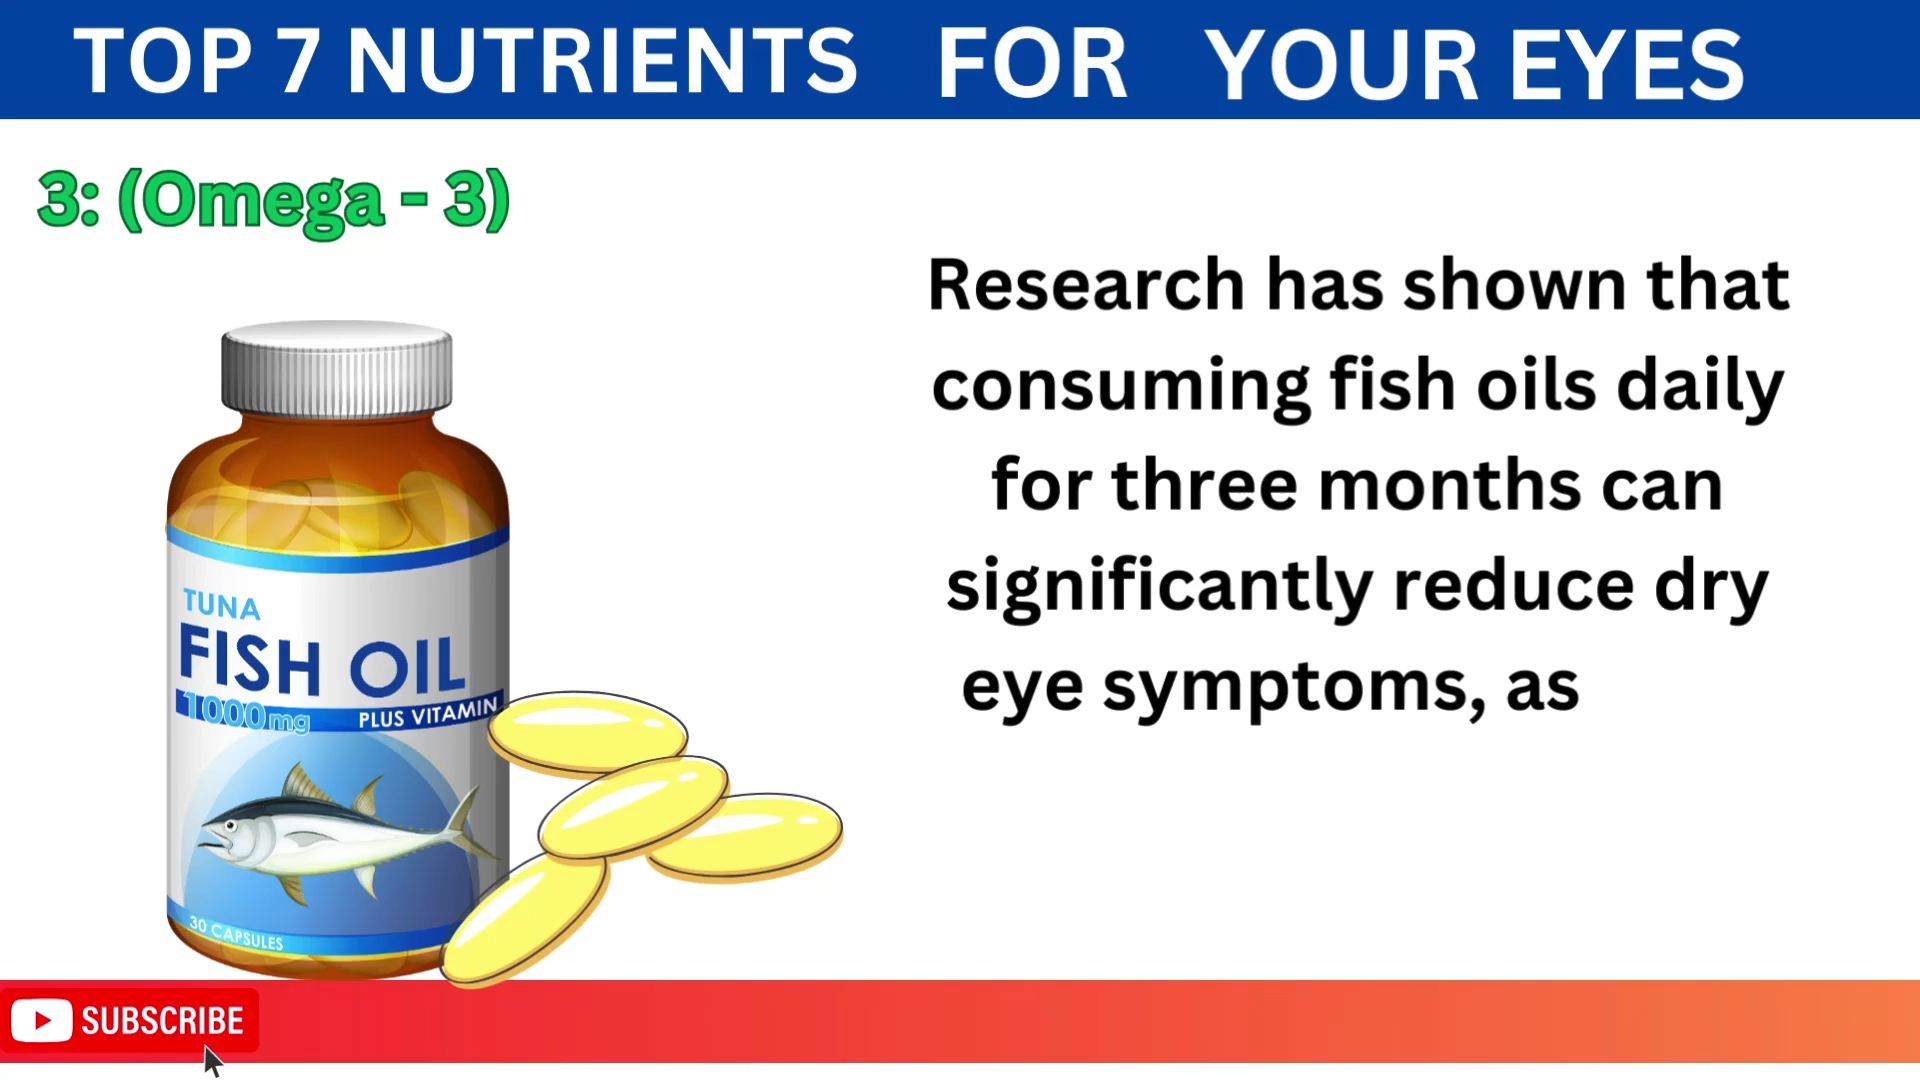 TOP 7 NUTRIENTS FOR YOUR EYES
3: (Omega - 3)
Research has shown that
consuming fish oils daily
for three months can
significantly reduce dry
eye symptoms, as
TUNA
FISH OIL
1000mg PLUS VITAMIN
30 CAPSULES
SUBSCRIBE